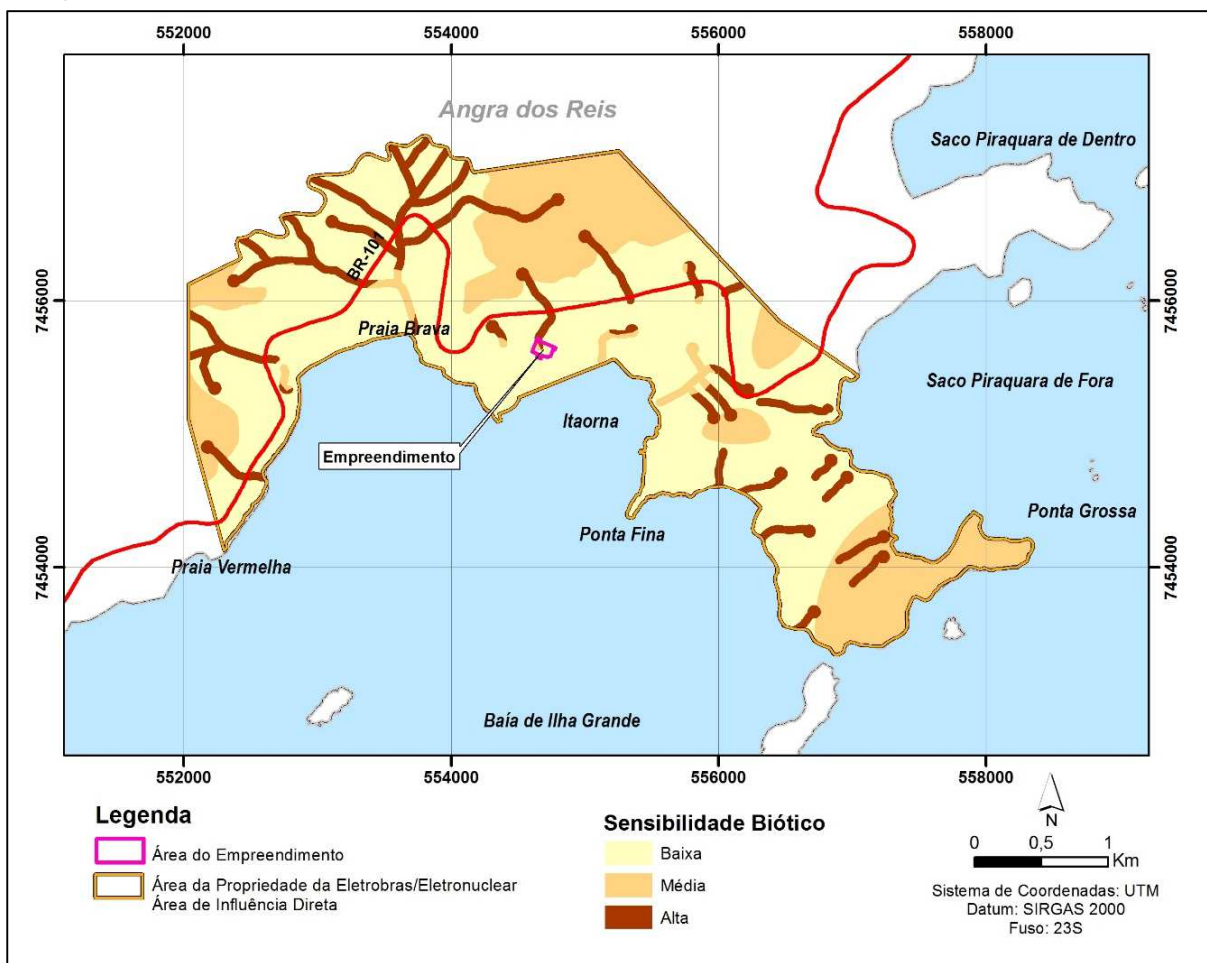 552000 554000 556000 558000
Angra dos Reis
Saco Piraquara de Dentro
BR-101
7456000 7456000
Praia Brava
Saco Piraquara de Fora
Itaorna
Empreendimento
Ponta Grossa
Ponta Fina
Praia Vermelha
7454000 7454000
Baía de Ilha Grande
552000 554000 556000 558000
Legenda
Área do Empreendimento
Área da Propriedade da Eletrobras/Eletronuclear
Área de Influência Direta
Sensibilidade Biótico
Baixa
Média
Alta
N
0 0,5 1
Km
Sistema de Coordenadas: UTM
Datum: SIRGAS 2000
Fuso: 23S